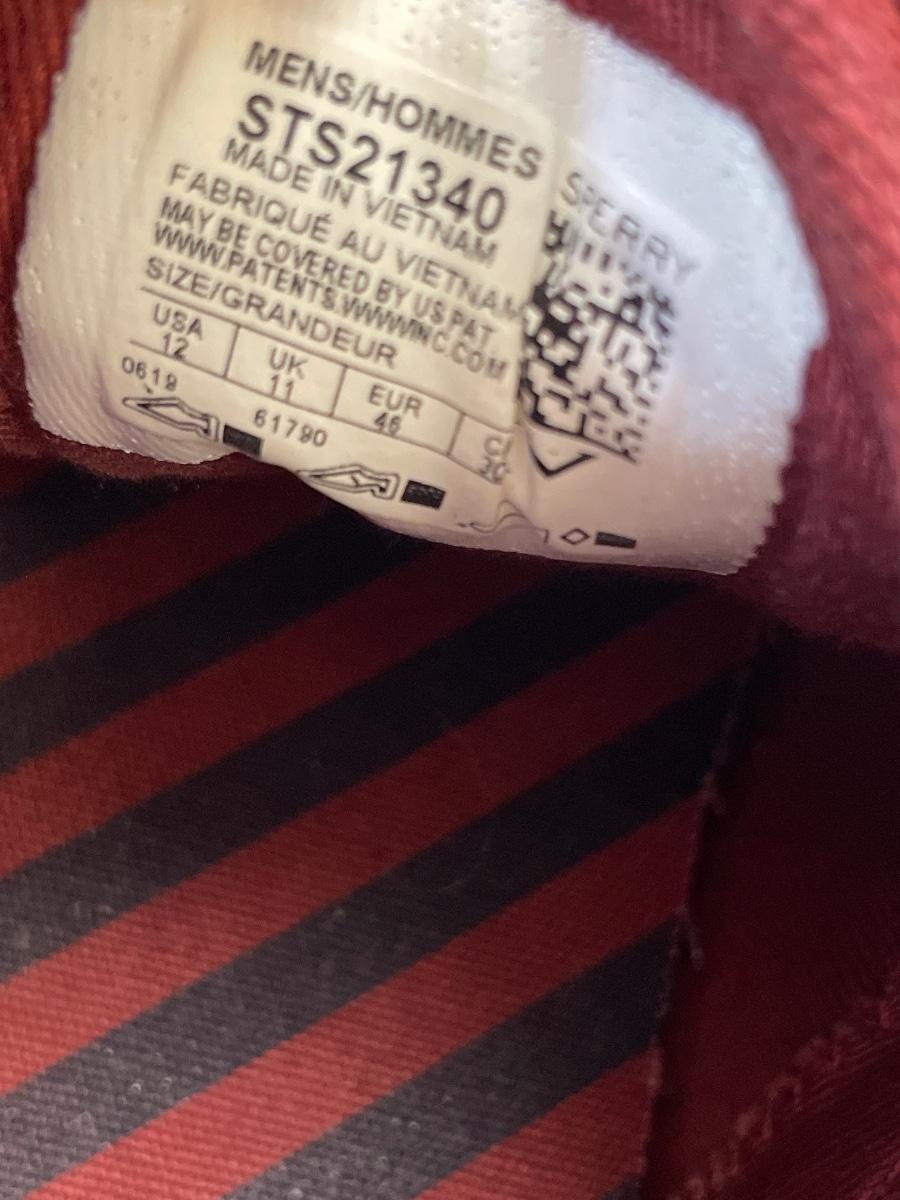 MENS/HOMMES
STS21340
MADE IN VIETNAM
FABRIQUÉ AU VIETNAM
MAY BE COVERED BY US PAT.
WWW.PATENTS.WWWINC.COM
SIZE/GRANDEUR
USA UK EUR
12 11 46
0619 61790
SPERRY